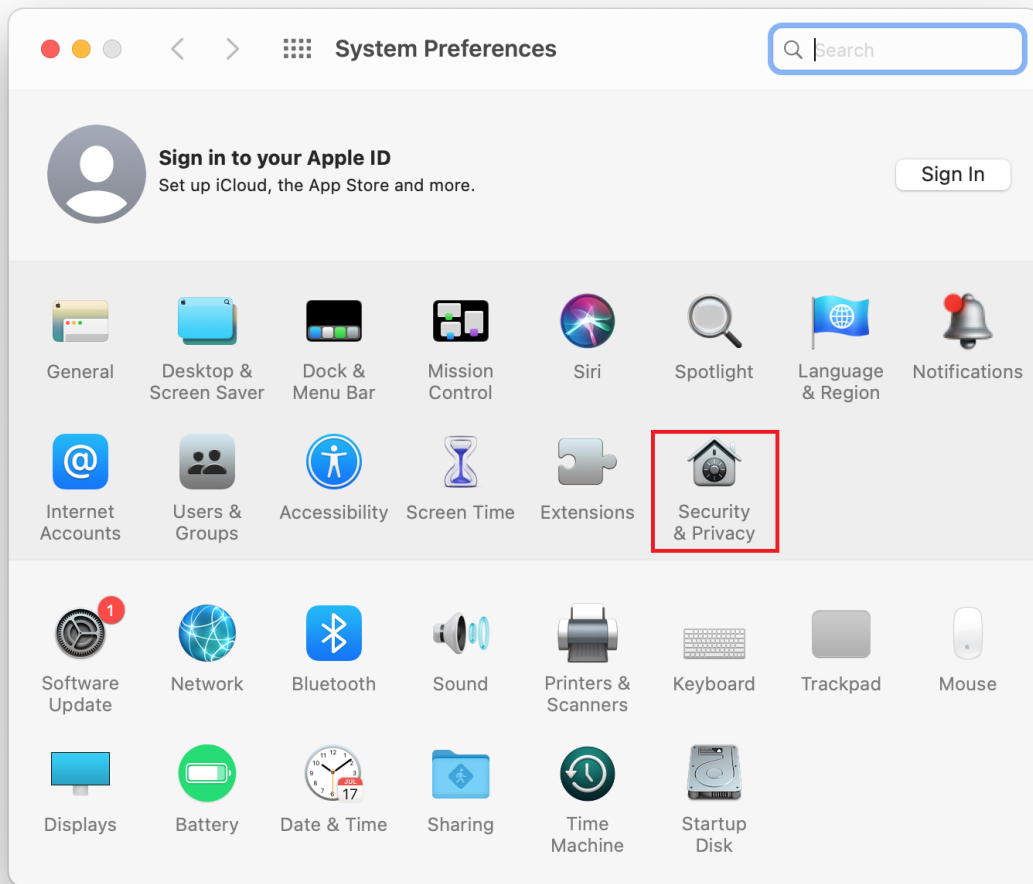 System Preferences
Search
Sign in to your Apple ID
Set up iCloud, the App Store and more.
Sign In
General
Desktop &
Screen Saver
Dock &
Menu Bar
Mission
Control
Siri
Spotlight
Language
& Region
Notifications
Internet
Accounts
Users &
Groups
Accessibility
Screen Time
Extensions
Security
& Privacy
1
Software
Update
Network
Bluetooth
Sound
Printers &
Scanners
Keyboard
Trackpad
Mouse
Displays
Battery
JUL
17
Date & Time
Sharing
Time
Machine
Startup
Disk